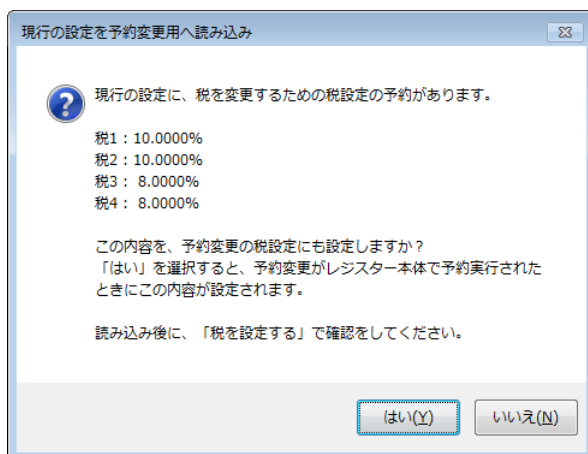 現行の設定を予約変更用へ読み込み
現行の設定に、税を変更するための税設定の予約があります。
税1 : 10.0000%
税2 : 10.0000%
税3 : 8.0000%
税4 : 8.0000%
この内容を、予約変更の税設定にも設定しますか？
「はい」を選択すると、予約変更がレジスター本体で予約実行された
ときにこの内容が設定されます。
読み込み後に、「税を設定する」で確認をしてください。
はい(Y)
いいえ(N)